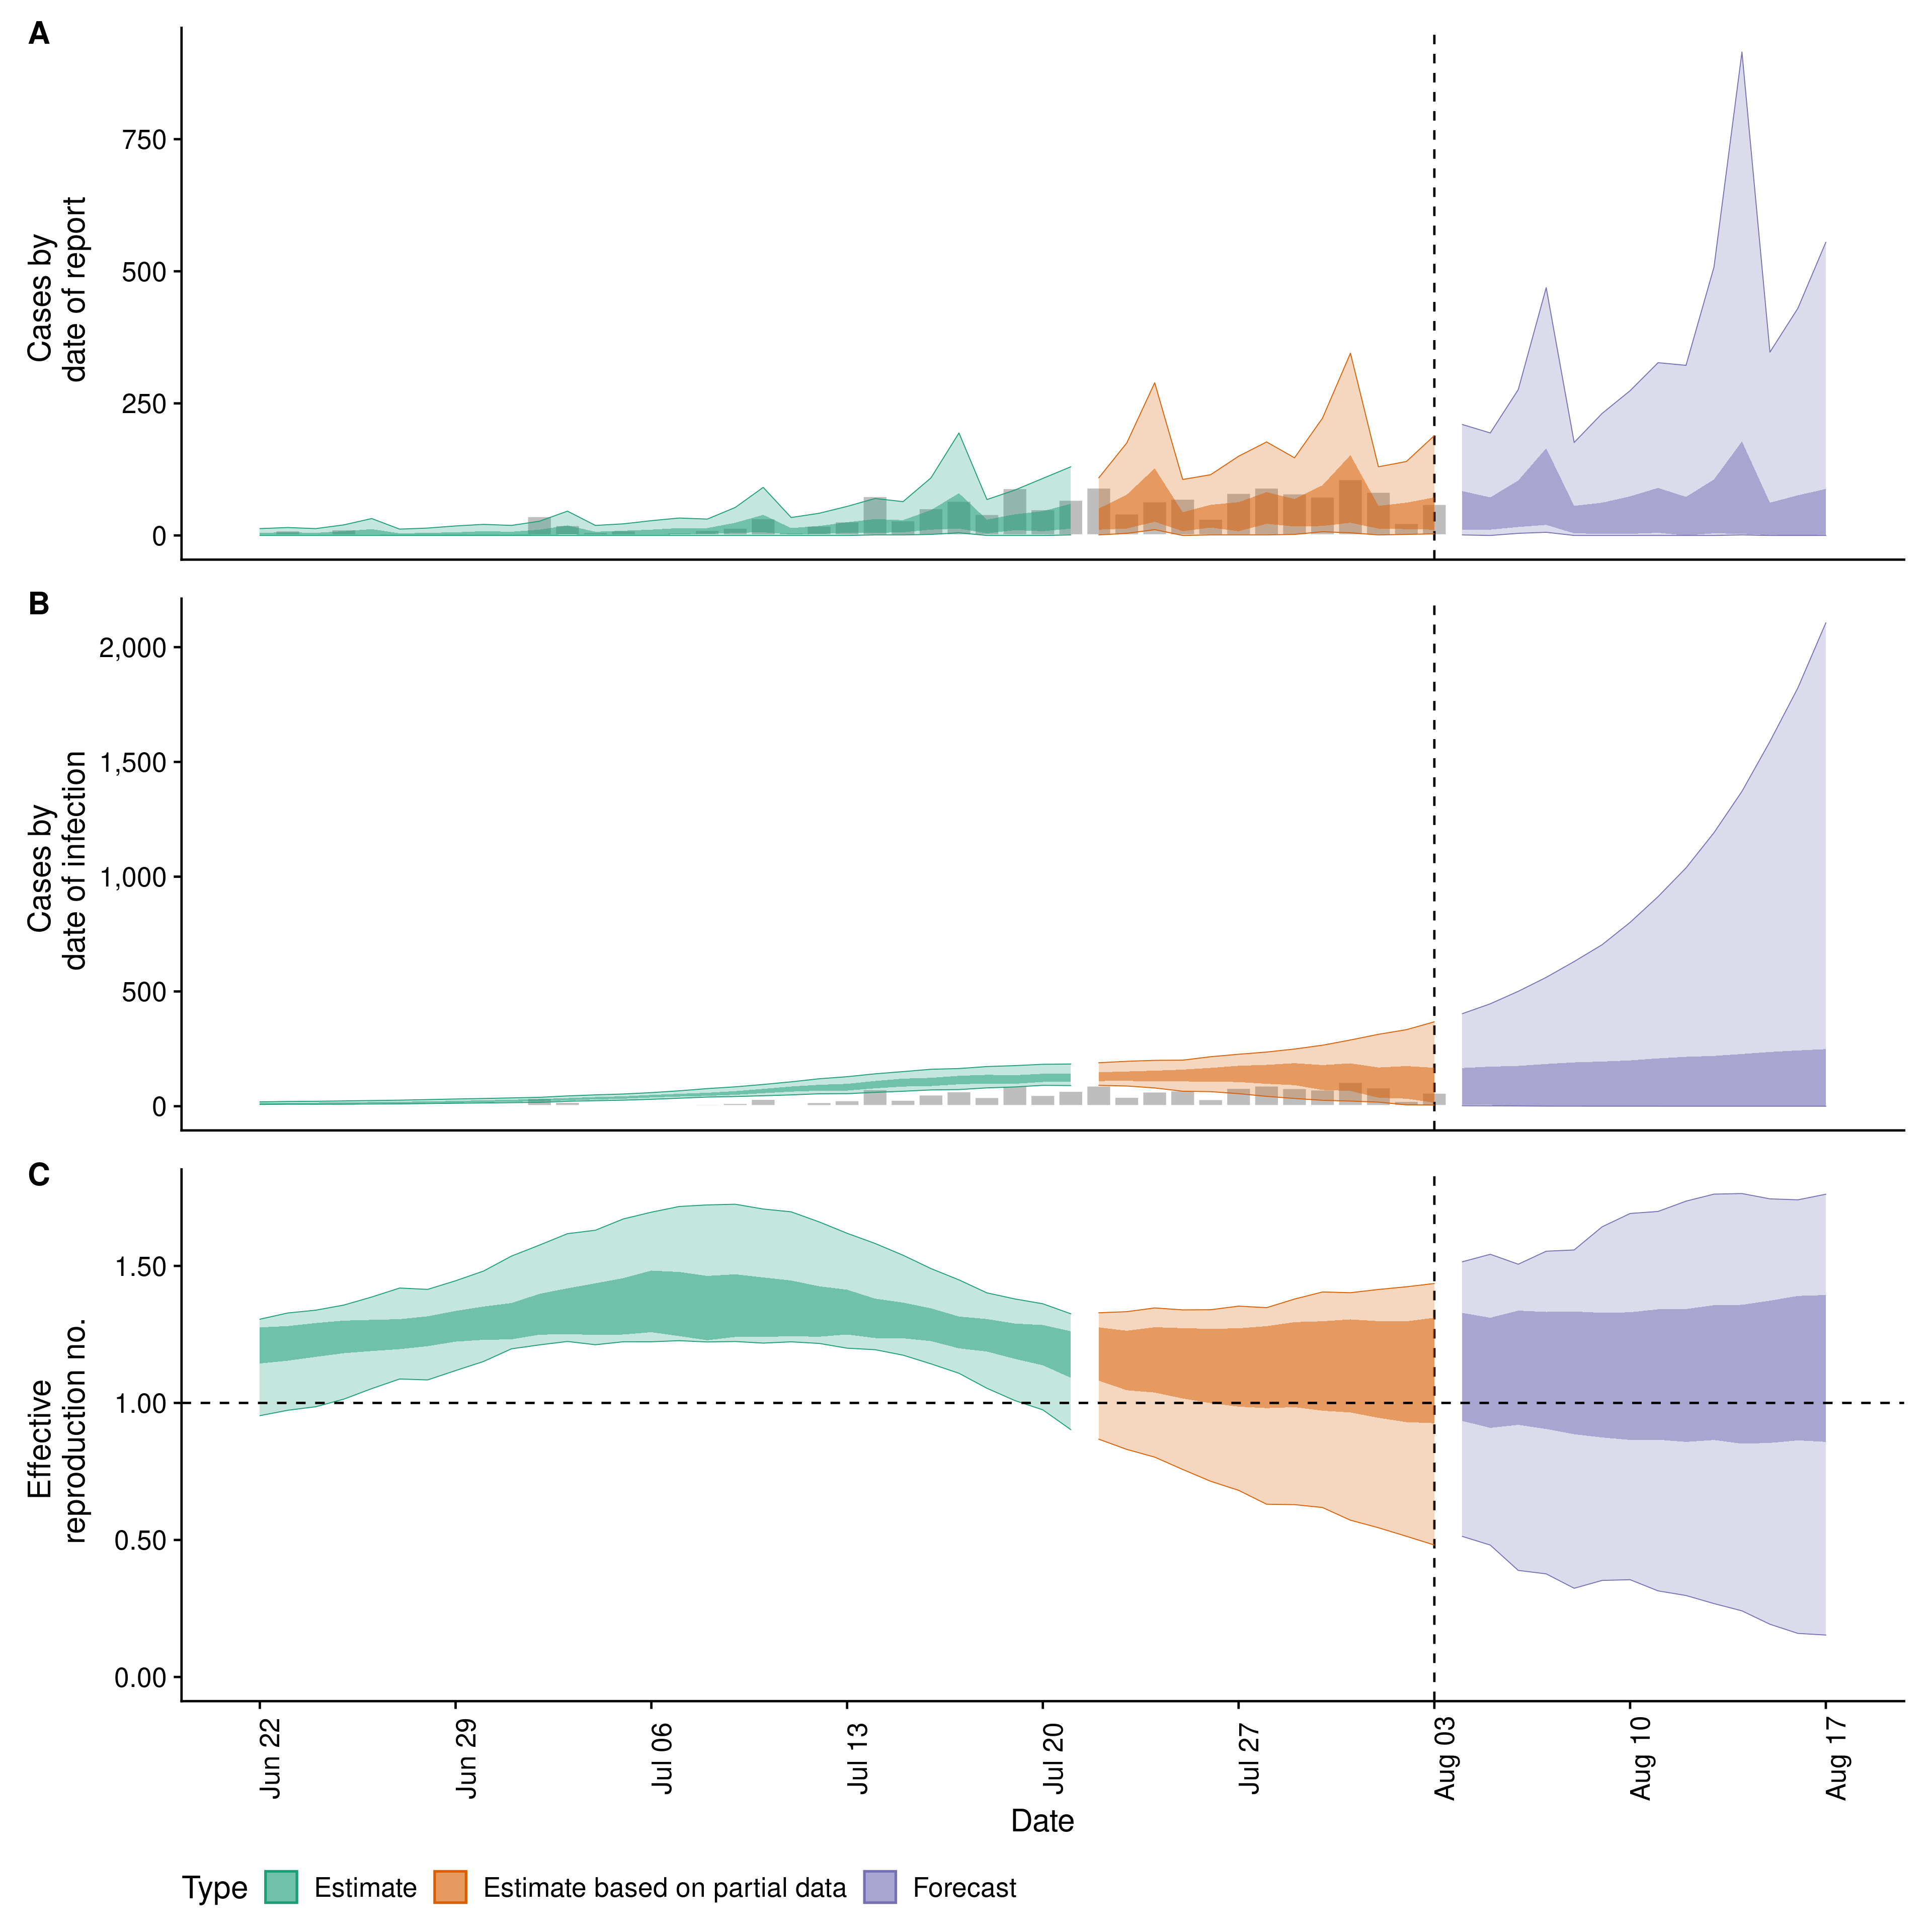 A
Cases by
date of report
750
500
250
0
B
Cases by
date of infection
2,000
1,500
1,000
500
0
C
Effective
reproduction no.
1.50
1.00
0.50
0.00
Jun 22
Jun 29
Jul 06
Jul 13
Jul 20
Jul 27
Aug 03
Aug 10
Aug 17
Date
Type Estimate Estimate based on partial data Forecast